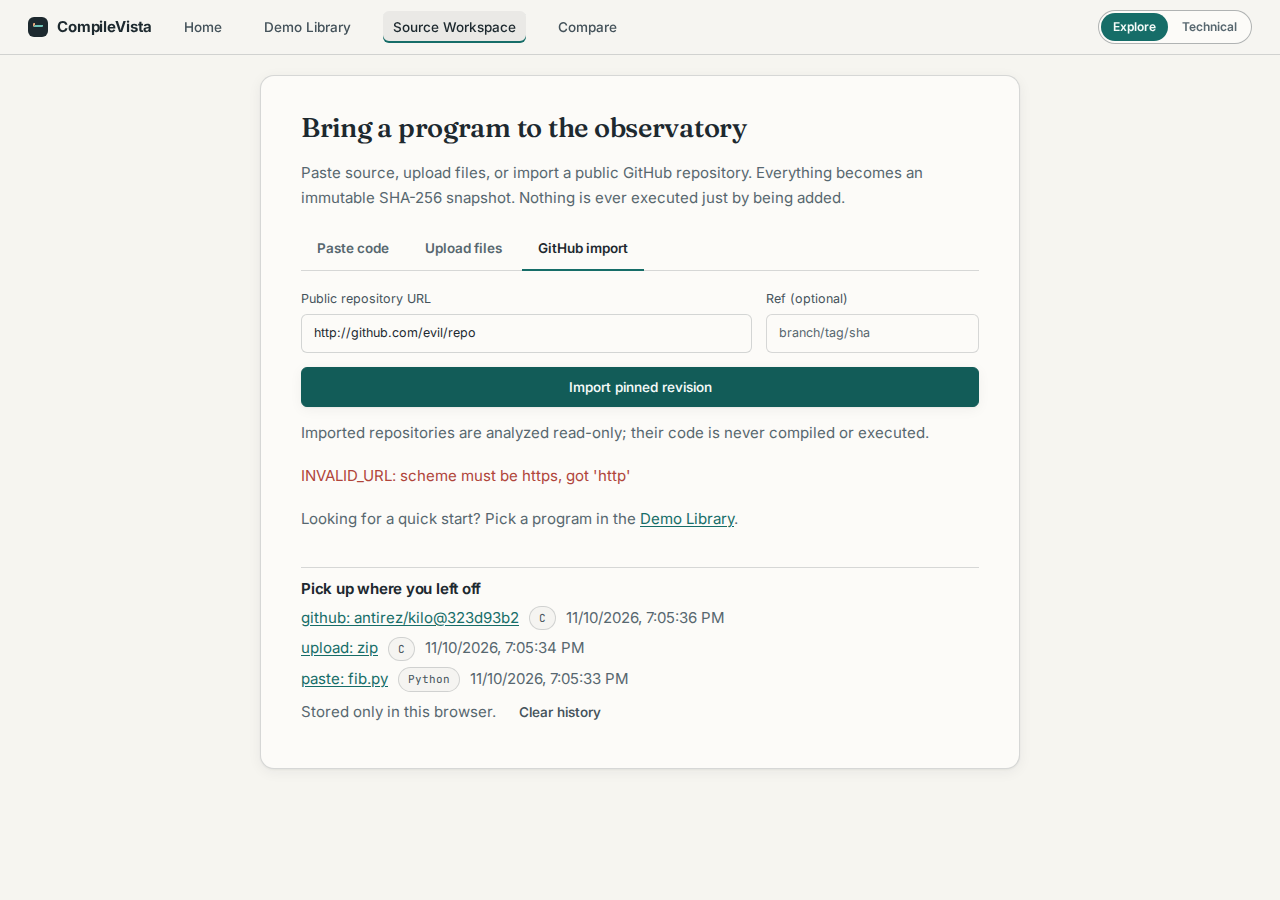 CompileVista Home Demo Library Source Workspace Compare Explore Technical
Bring a program to the observatory
Paste source, upload files, or import a public GitHub repository. Everything becomes an
immutable SHA-256 snapshot. Nothing is ever executed just by being added.
Paste code Upload files GitHub import
Public repository URL Ref (optional)
http://github.com/evil/repo branch/tag/sha
Import pinned revision
Imported repositories are analyzed read-only; their code is never compiled or executed.
INVALID_URL: scheme must be https, got 'http'
Looking for a quick start? Pick a program in the Demo Library.
Pick up where you left off
github: antirez/kilo@323d93b2 C 11/10/2026, 7:05:36 PM
upload: zip C 11/10/2026, 7:05:34 PM
paste: fib.py Python 11/10/2026, 7:05:33 PM
Stored only in this browser. Clear history